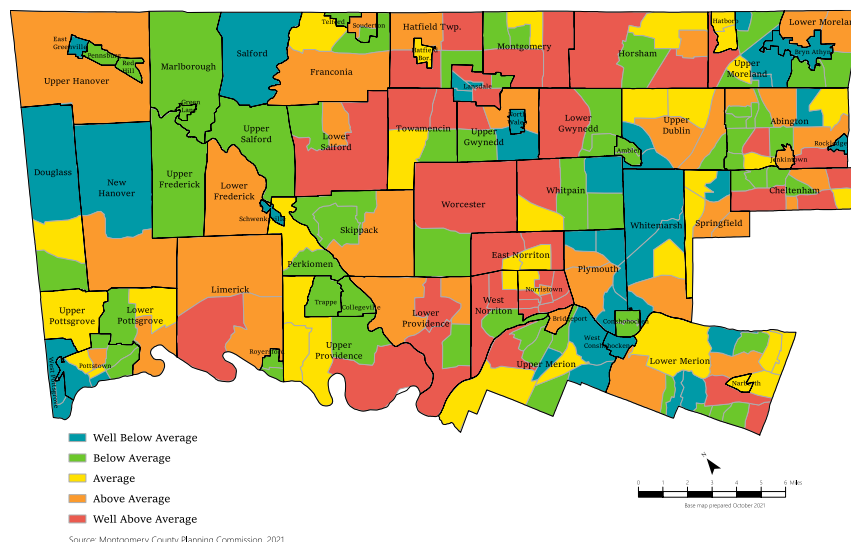 Telford
Souderton
Hatfield Twp.
Hatfield
Bor.
Hatboro
Lower Morelan
East
Greenville
Pennsburg
Red
Hill
Upper Hanover
Marlborough
Salford
Franconia
Montgomery
Horsham
Upper
Moreland
Bryn Athyn
Green
Lane
Lansdale
Upper
Salford
Lower
Salford
Towamencin
Upper
Gwynedd
North
Wales
Lower
Gwynedd
Upper
Dublin
Abington
Ambler
Rockledge
Jenkintown
Douglass
New
Hanover
Upper
Frederick
Lower
Frederick
Schwenksville
Worcester
Whitpain
Cheltenham
Whitemarsh
Springfield
Skippack
Perkiomen
East Norriton
Plymouth
Limerick
Trappe
Collegeville
Norristown
West
Norriton
Bridgeport
Conshohocken
West
Conshohocken
Upper
Pottsgrove
Lower
Pottsgrove
Lower
Providence
Upper
Providence
Royersford
Pottstown
West Pottsgrove
Upper Merion
Lower Merion
Narberth
Well Below Average
Below Average
Average
Above Average
Well Above Average
0 1 2 3 4 5 6 Miles
Base map prepared October 2021
Source: Montgomery County Planning Commission, 2021